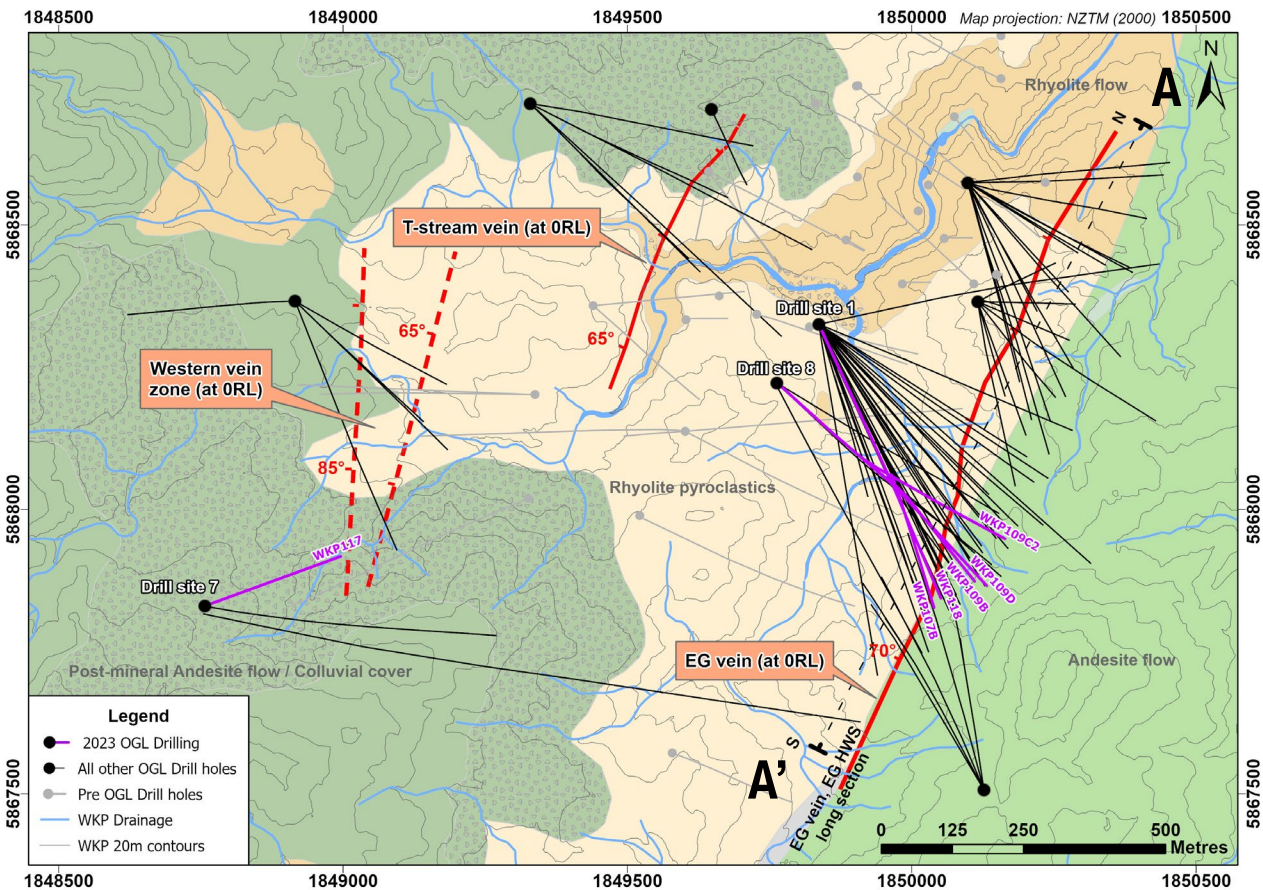 1848500
1849000
1849500
1850000
Map projection: NZTM (2000)
1850500
N
A
Rhyolite flow
N
5868500
5868500
T-stream vein (at 0RL)
Drill site 1
65°
65°
Western vein
zone (at 0RL)
Drill site 8
85°
Rhyolite pyroclastics
5868000
5868000
WKP109C2
WKP117
WKP109D
WKP109B
WKP118
WKP107B
Drill site 7
70°
EG vein (at 0RL)
Andesite flow
Post-mineral Andesite flow / Colluvial cover
S
A'
EG vein, EG HWS
long section
5867500
5867500
Legend
2023 OGL Drilling
All other OGL Drill holes
Pre OGL Drill holes
WKP Drainage
WKP 20m contours
0
125
250
500
Metres
1848500
1849000
1849500
1850000
1850500